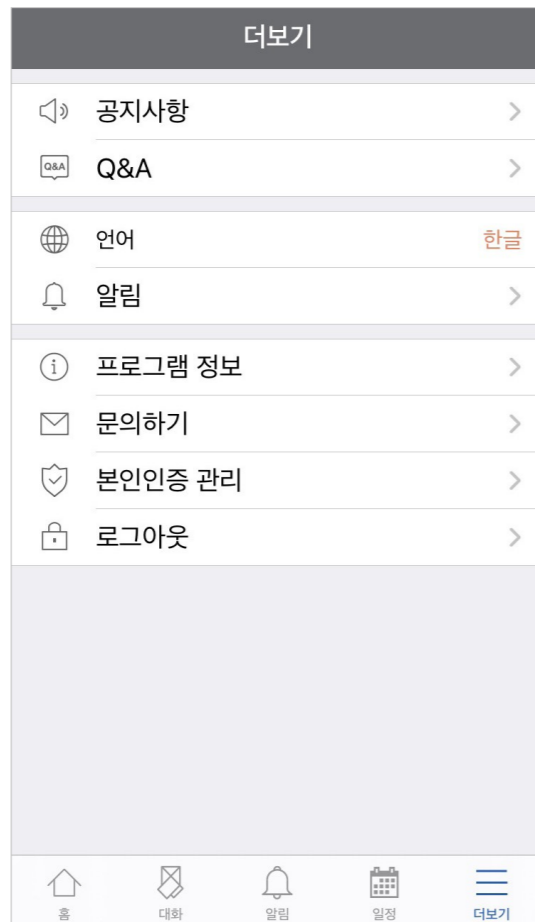 더보기
공지사항
Q&A
Q&A
언어 한글
알림
프로그램 정보
문의하기
본인인증 관리
로그아웃
홈 대화 알림 일정 더보기